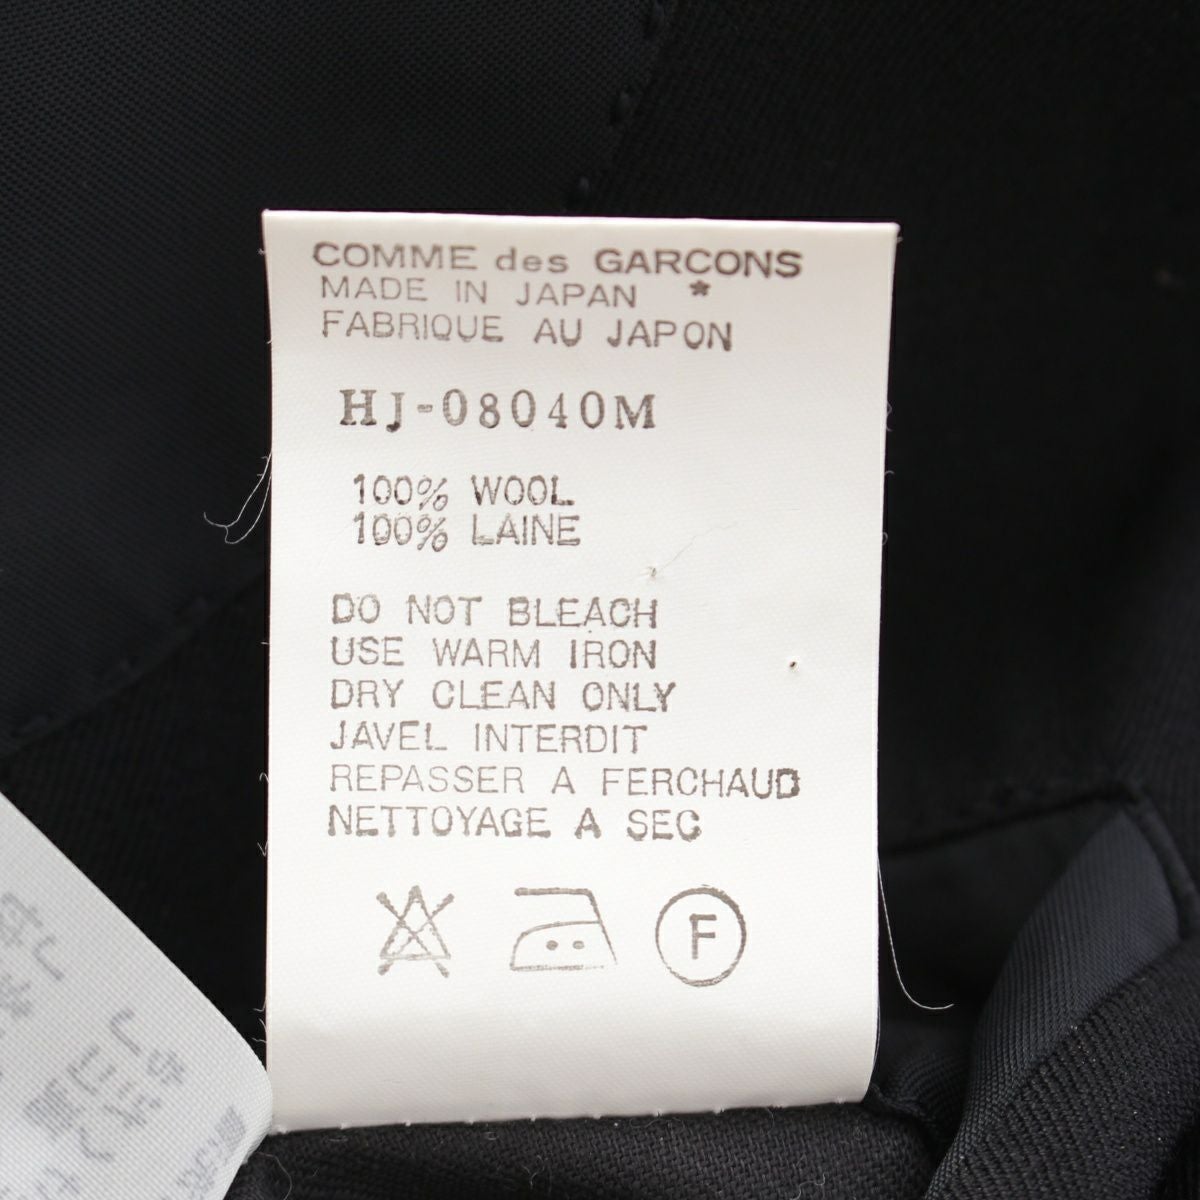 COMME des GARCONS
MADE IN JAPAN *
FABRIQUE AU JAPON
HJ-08040M
100% WOOL
100% LAINE
DO NOT BLEACH
USE WARM IRON
DRY CLEAN ONLY
JAVEL INTERDIT
REPASSER A FERCHAUD
NETTOYAGE A SEC
F